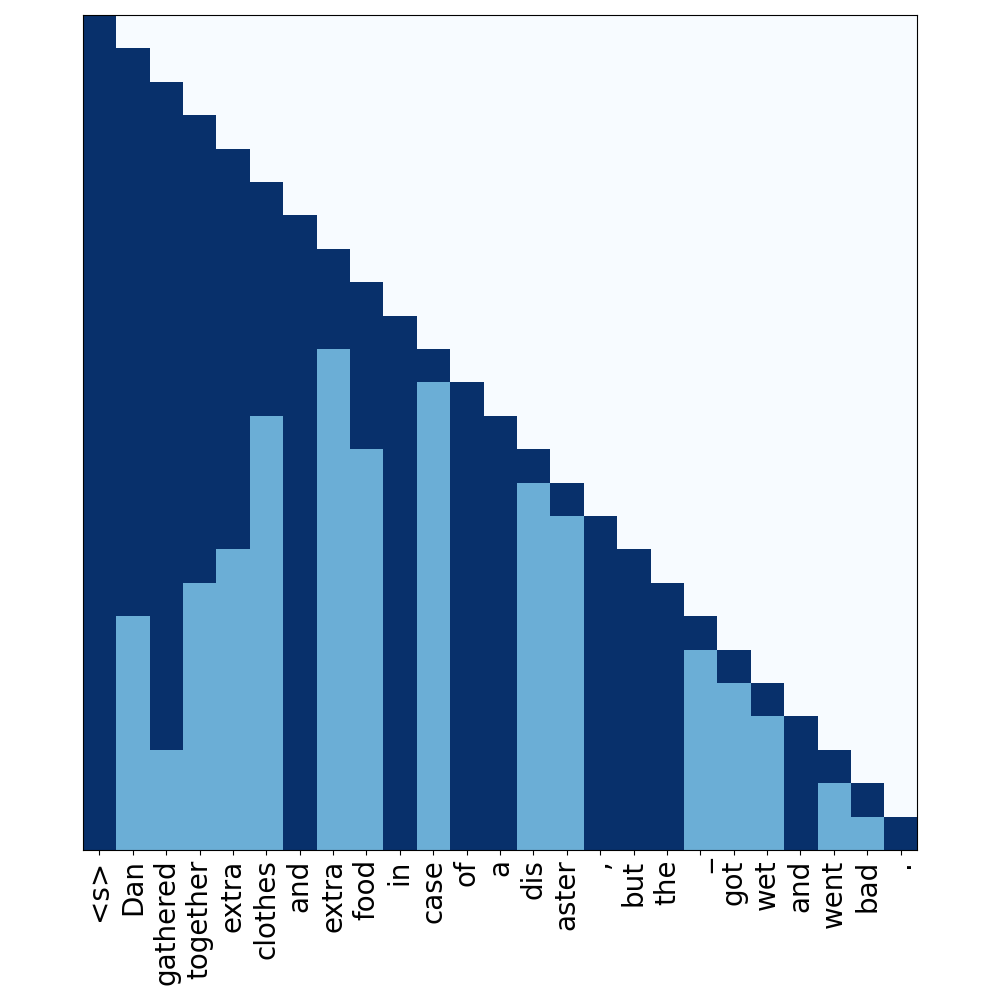 <s>
Dan
gathered
together
extra
clothes
and
extra
food
in
case
of
a
dis
aster
,
but
the
_
got
wet
and
went
bad
.